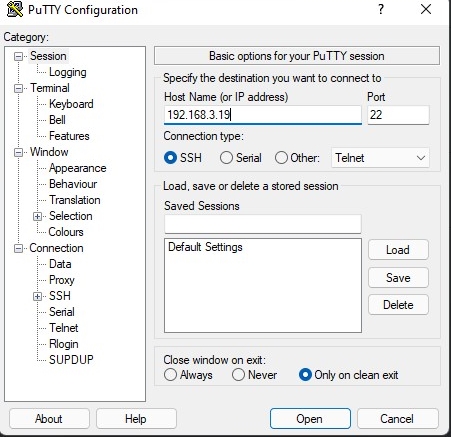 PuTTY Configuration
Category:
Session
Logging
Terminal
Keyboard
Bell
Features
Window
Appearance
Behaviour
Translation
Selection
Colours
Connection
Data
Proxy
SSH
Serial
Telnet
Rlogin
SUPDUP
Basic options for your PuTTY session
Specify the destination you want to connect to
Host Name (or IP address) Port
192.168.3.19 22
Connection type:
SSH Serial Other: Telnet
Load, save or delete a stored session
Saved Sessions
Default Settings
Load
Save
Delete
Close window on exit:
Always Never Only on clean exit
About Help Open Cancel